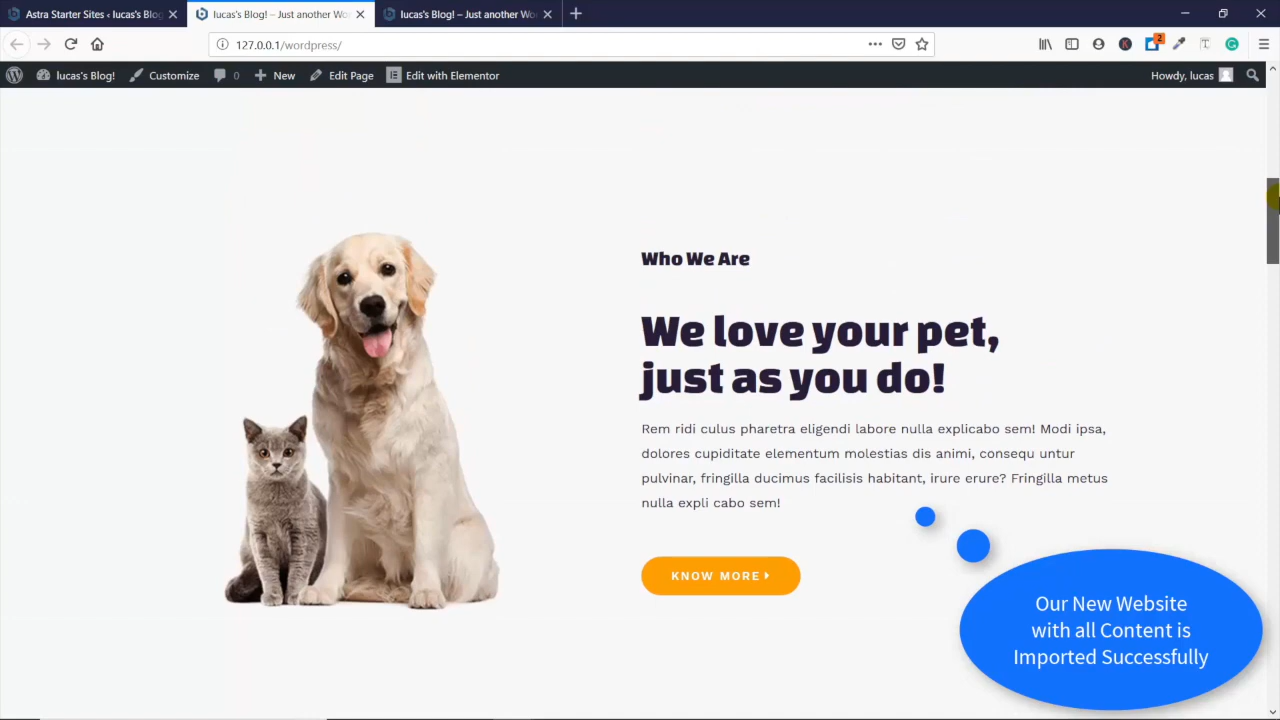 Astra Starter Sites ‹ lucas's Blog
lucas's Blog! – Just another Wo
lucas's Blog! – Just another Wo
127.0.0.1/wordpress/
2
lucas's Blog!
Customize
0
New
Edit Page
Edit with Elementor
Howdy, lucas
Who We Are
We love your pet,
just as you do!
Rem ridi culus pharetra eligendi labore nulla explicabo sem! Modi ipsa,
dolores cupiditate elementum molestias dis animi, consequ untur
pulvinar, fringilla ducimus facilisis habitant, irure erure? Fringilla metus
nulla expli cabo sem!
KNOW MORE
Our New Website
with all Content is
Imported Successfully